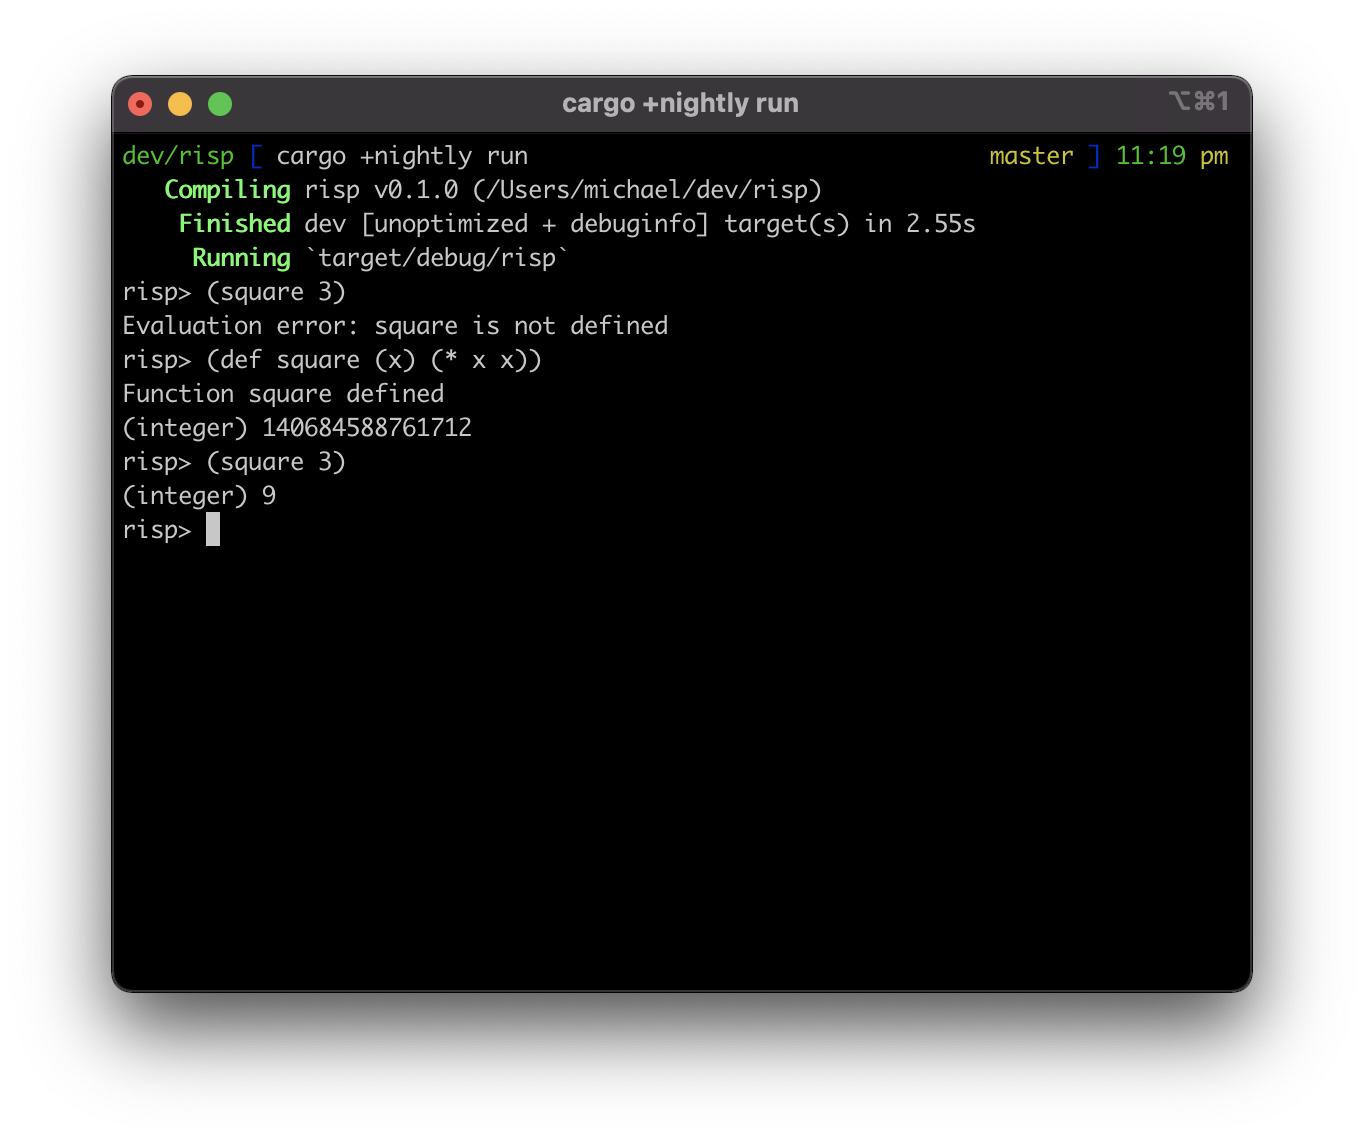 cargo +nightly run ⌥⌘1
dev/risp [ cargo +nightly run master ] 11:19 pm
Compiling risp v0.1.0 (/Users/michael/dev/risp)
Finished dev [unoptimized + debuginfo] target(s) in 2.55s
Running `target/debug/risp`
risp> (square 3)
Evaluation error: square is not defined
risp> (def square (x) (* x x))
Function square defined
(integer) 140684588761712
risp> (square 3)
(integer) 9
risp>